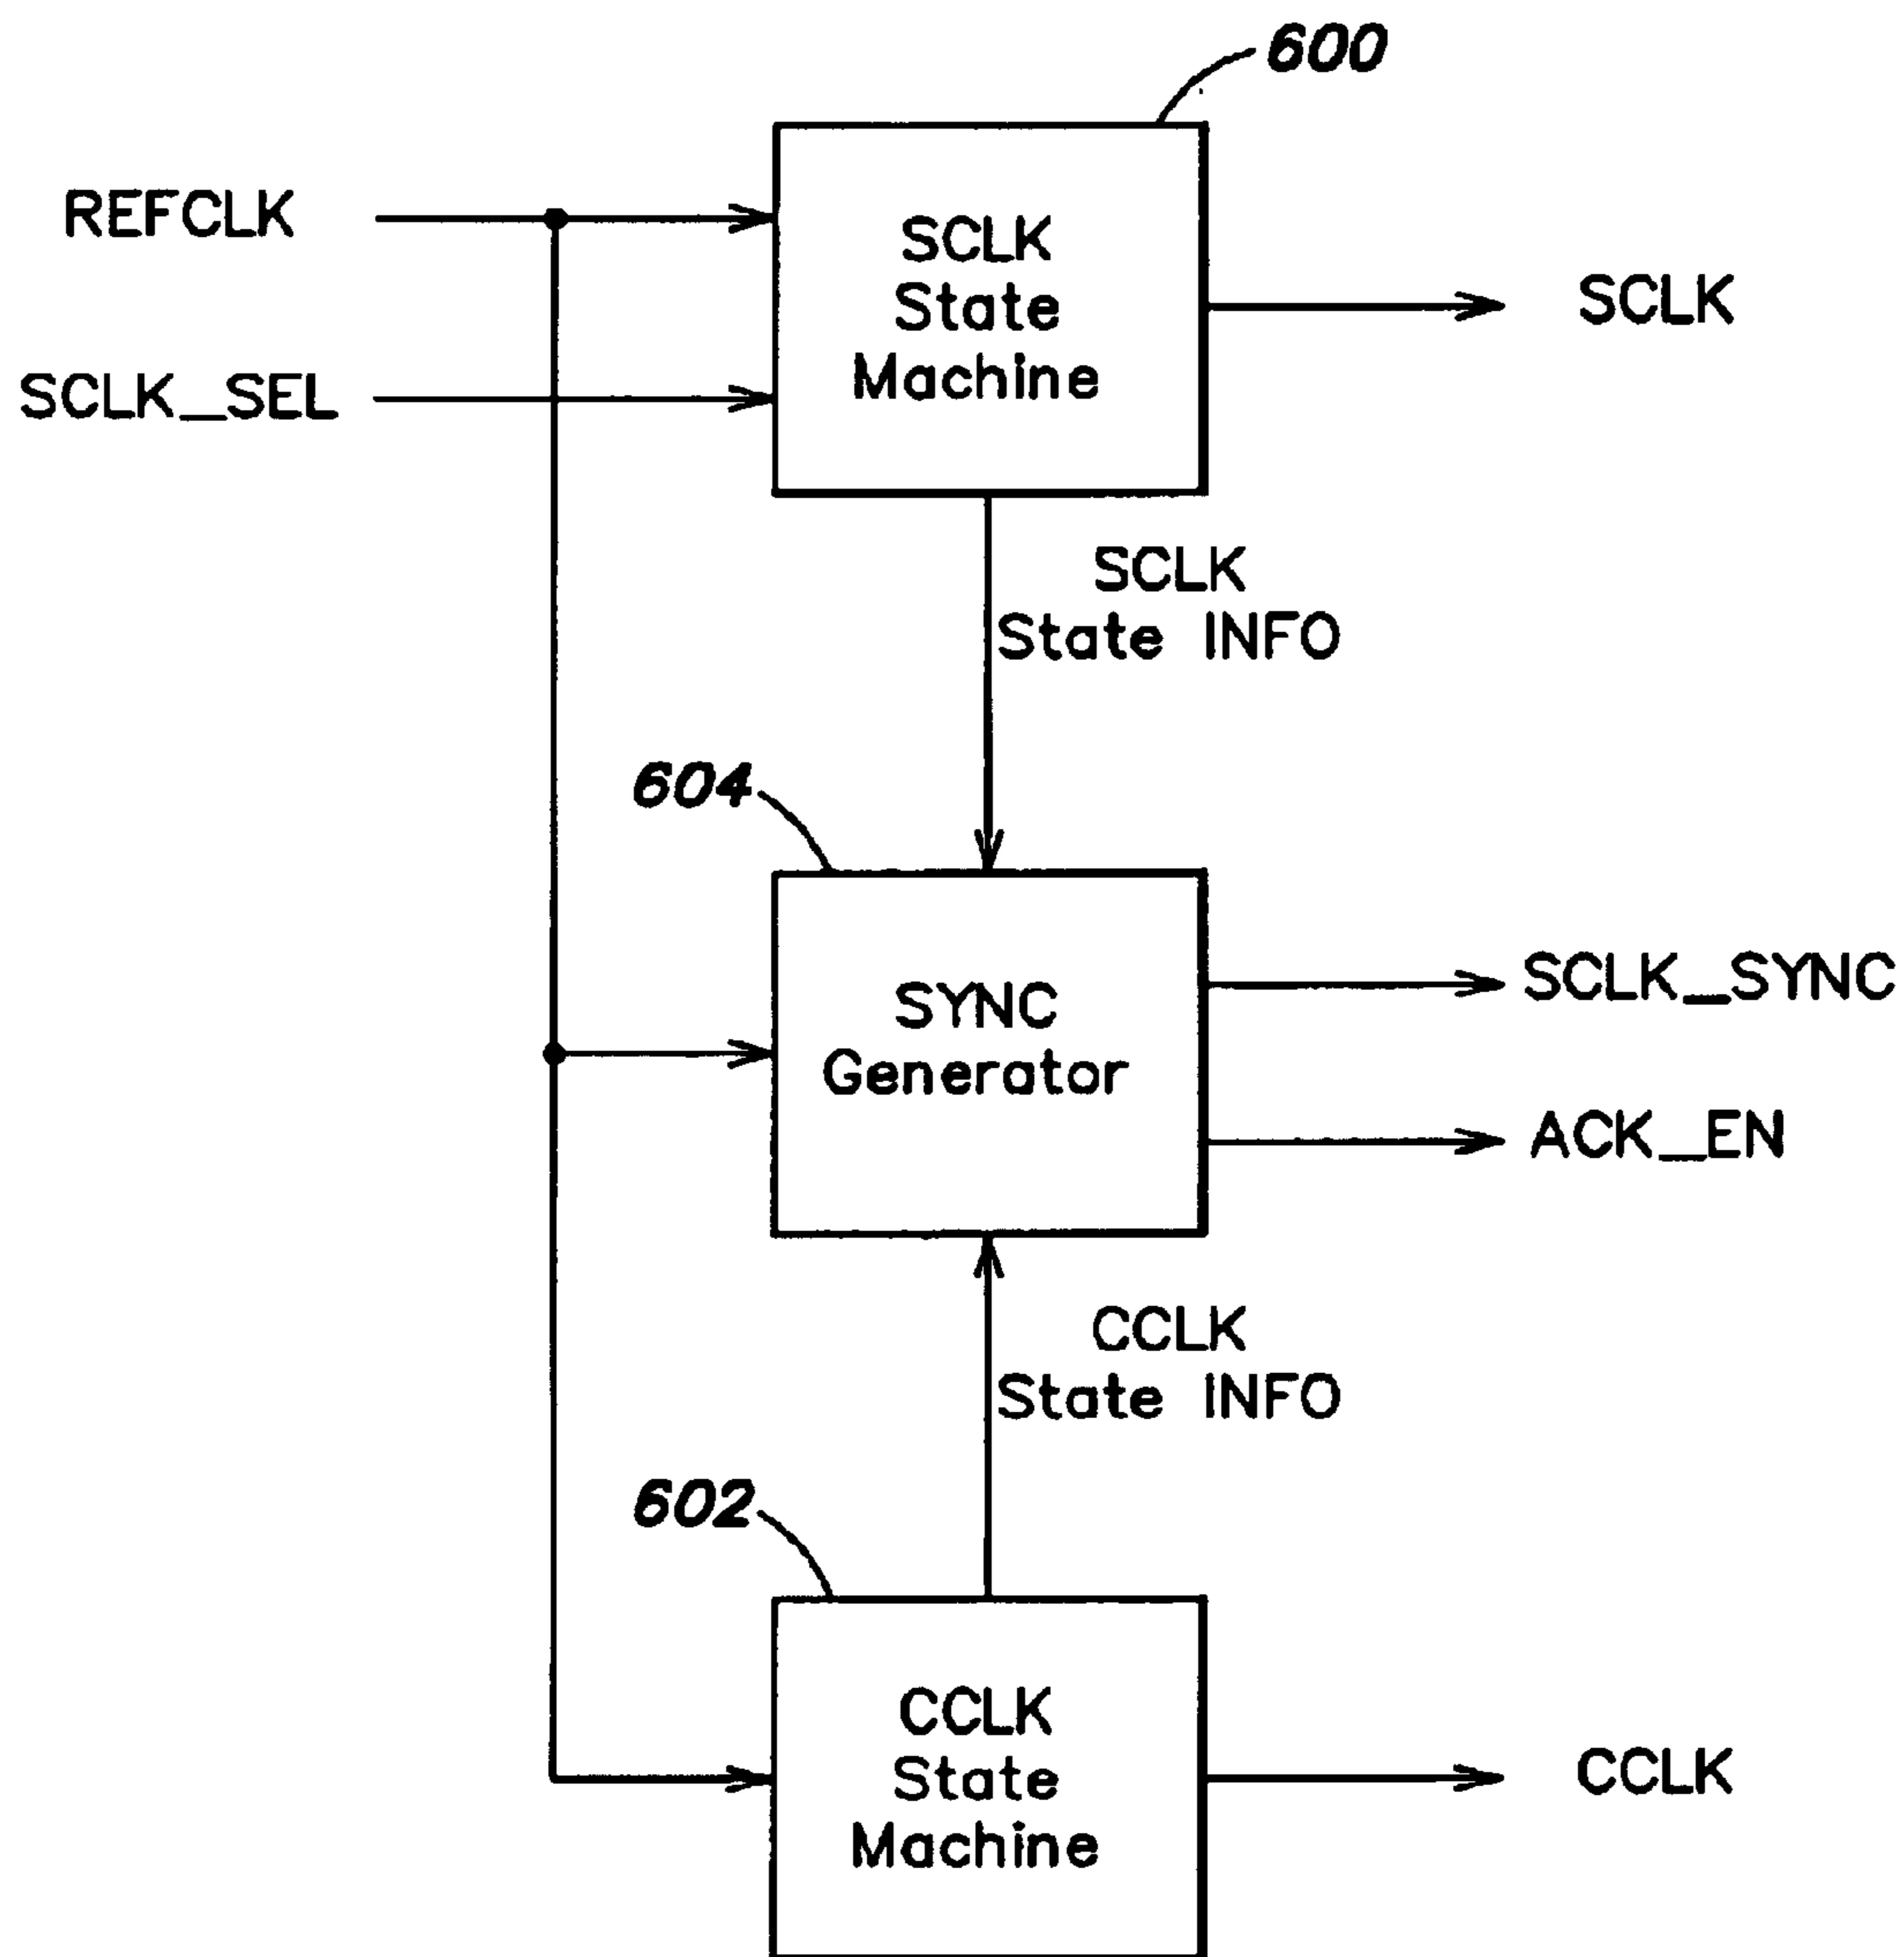 600
REFCLK
SCLK
State
Machine
SCLK
SCLK_SEL
SCLK
State INFO
604
SYNC
Generator
SCLK_SYNC
ACK_EN
CCLK
State INFO
602
CCLK
State
Machine
CCLK